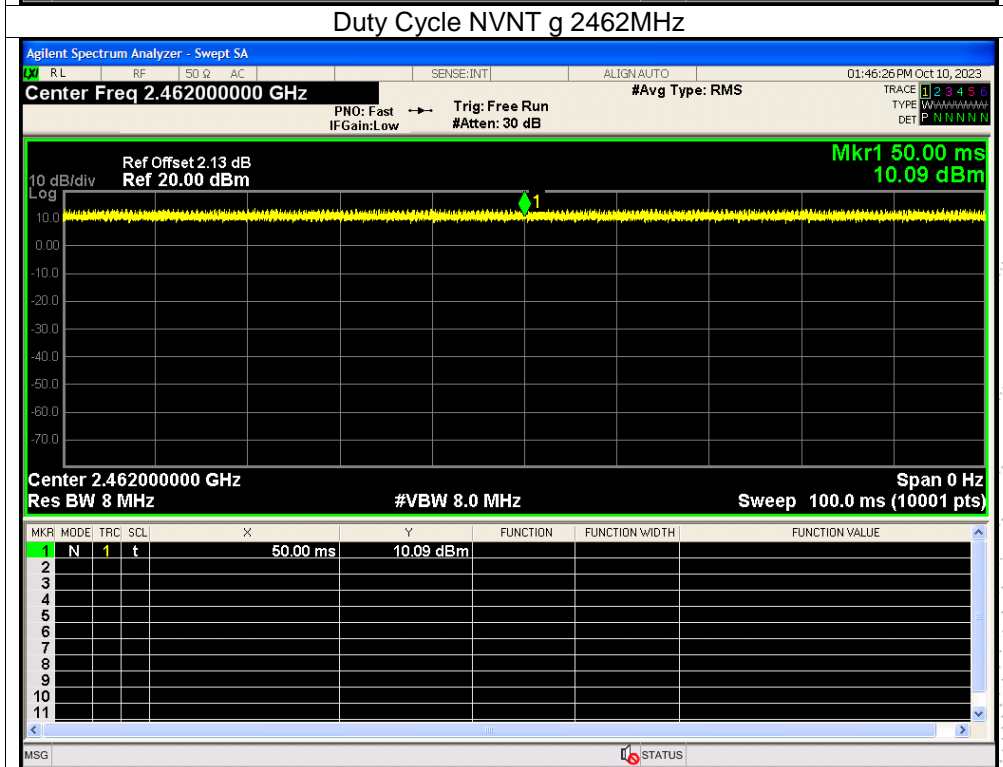 Duty Cycle NVNT g 2462MHz
Agilent Spectrum Analyzer - Swept SA
LXI RL RF 50 Ω AC SENSE:INT ALIGN AUTO 01:46:26 PM Oct 10, 2023
Center Freq 2.462000000 GHz #Avg Type: RMS TRACE 1 2 3 4 5 6
PNO: Fast Trig: Free Run TYPE WWWWWW
IFGain:Low #Atten: 30 dB DET P N N N N N
Mkr1 50.00 ms
Ref Offset 2.13 dB
10 dB/div Ref 20.00 dBm 10.09 dBm
Log
1
10.0
0.00
-10.0
-20.0
-30.0
-40.0
-50.0
-60.0
-70.0
Center 2.462000000 GHz Span 0 Hz
Res BW 8 MHz #VBW 8.0 MHz Sweep 100.0 ms (10001 pts)
MKR MODE TRC SCL X Y FUNCTION FUNCTION WIDTH FUNCTION VALUE
1 N 1 t 50.00 ms 10.09 dBm
2
3
4
5
6
7
8
9
10
11
MSG STATUS